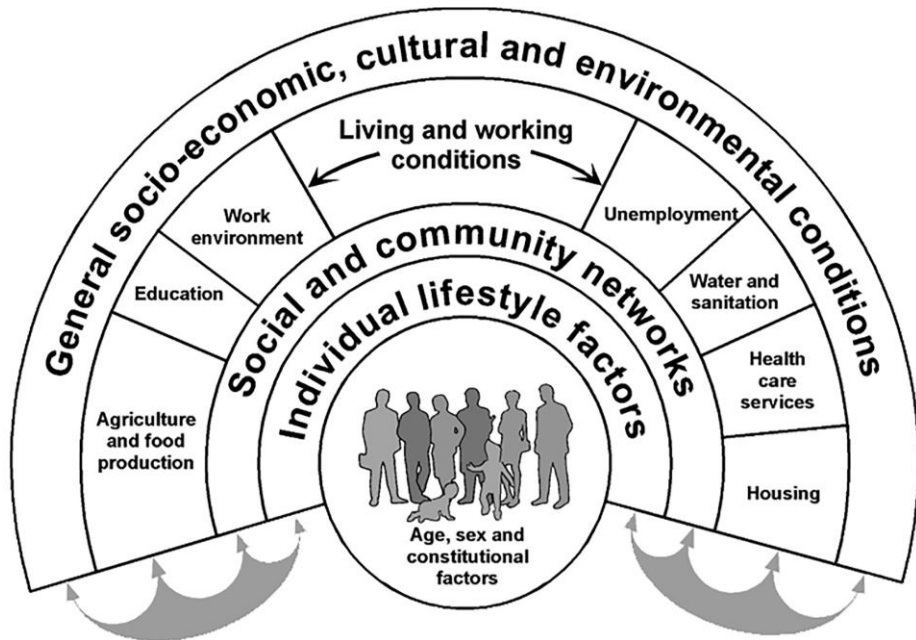 General socio-economic, cultural and environmental conditions
Living and working
conditions
Work
environment
Education
Agriculture
and food
production
Unemployment
Water and
sanitation
Health
care
services
Housing
Social and community networks
Individual lifestyle factors
Age, sex and
constitutional
factors